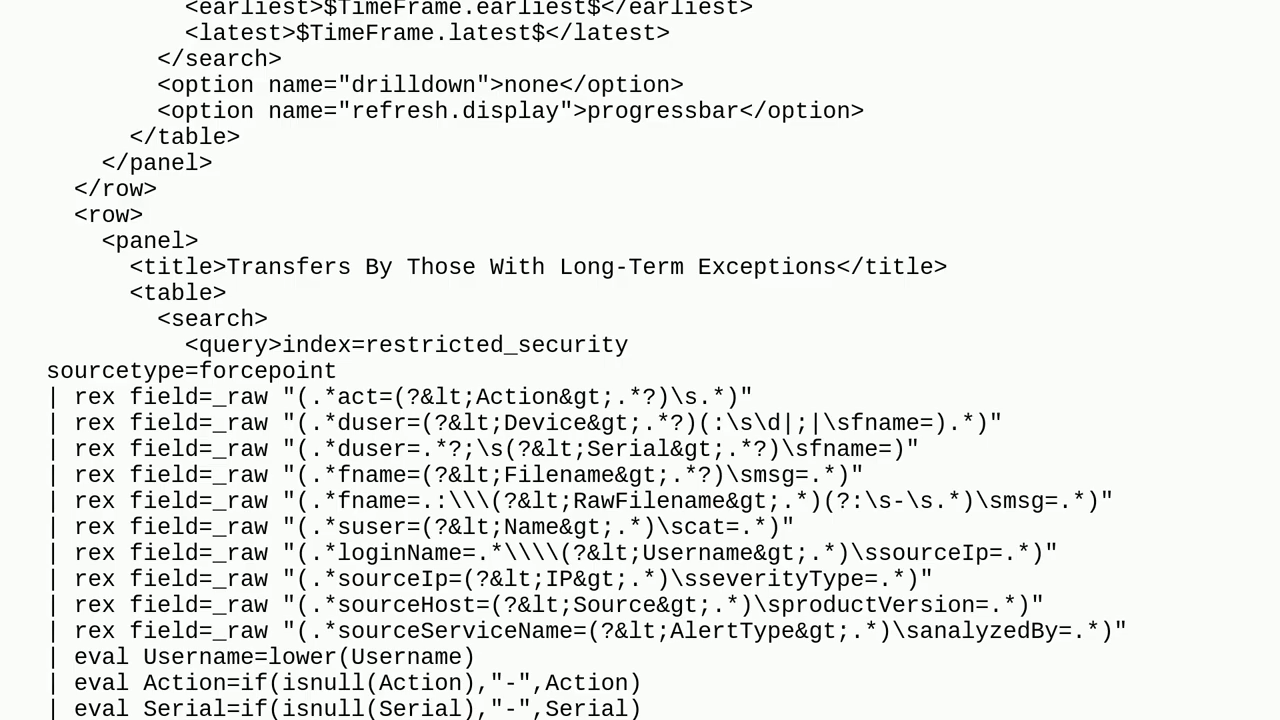 <earliest>$TimeFrame.earliest$</earliest>
<latest>$TimeFrame.latest$</latest>
</search>
<option name="drilldown">none</option>
<option name="refresh.display">progressbar</option>
</table>
</panel>
</row>
<row>
<panel>
<title>Transfers By Those With Long-Term Exceptions</title>
<table>
<search>
<query>index=restricted_security
sourcetype=forcepoint
| rex field=_raw "(.*act=(?&lt;Action&gt;.*?)\s.*)"
| rex field=_raw "(.*duser=(?&lt;Device&gt;.*?)(:\s\d|;|\sfname=).*)"
| rex field=_raw "(.*duser=.*?;\s(?&lt;Serial&gt;.*?)\sfname=)"
| rex field=_raw "(.*fname=(?&lt;Filename&gt;.*?)\smsg=.*)"
| rex field=_raw "(.*fname=.:\\\(?&lt;RawFilename&gt;.*)(?:\s-\s.*)\smsg=.*)"
| rex field=_raw "(.*suser=(?&lt;Name&gt;.*)\scat=.*)"
| rex field=_raw "(.*loginName=.*\\\\(?&lt;Username&gt;.*)\ssourceIp=.*)"
| rex field=_raw "(.*sourceIp=(?&lt;IP&gt;.*)\sseverityType=.*)"
| rex field=_raw "(.*sourceHost=(?&lt;Source&gt;.*)\sproductVersion=.*)"
| rex field=_raw "(.*sourceServiceName=(?&lt;AlertType&gt;.*)\sanalyzedBy=.*)"
| eval Username=lower(Username)
| eval Action=if(isnull(Action),"-",Action)
| eval Serial=if(isnull(Serial),"-",Serial)